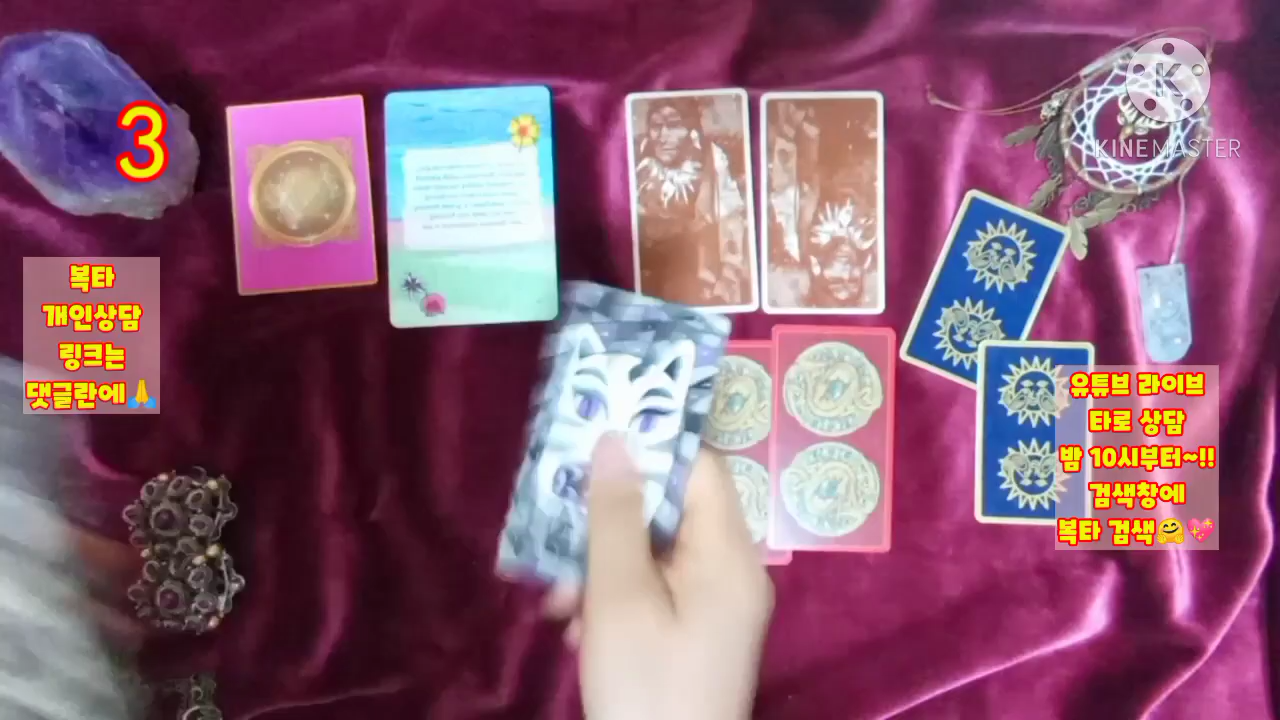 3
복타
개인상담
링크는
댓글란에🙏
K
KINEMASTER
유튜브 라이브
타로 상담
밤 10시부터~!!
검색창에
복타 검색🤗💖